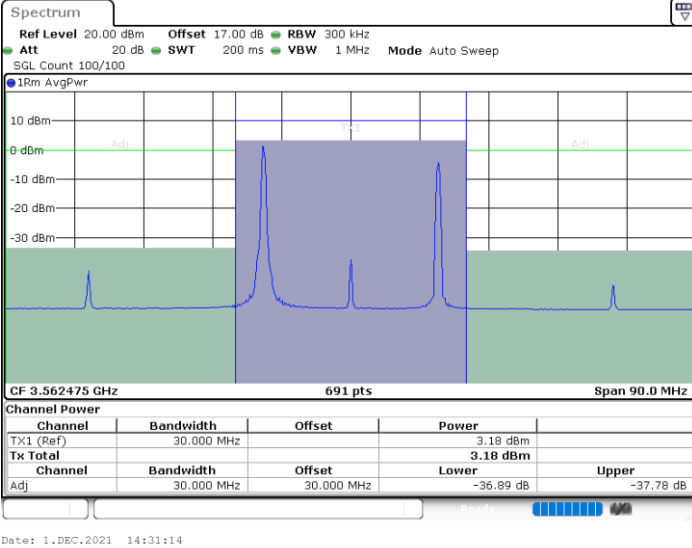 Spectrum
Ref Level 20.00 dBm Offset 17.00 dB RBW 300 kHz
Att 20 dB SWT 200 ms VBW 1 MHz Mode Auto Sweep
SGL Count 100/100
1Rm AvgPwr
10 dBm
TX1
0 dBm Adj Adj
-10 dBm
-20 dBm
-30 dBm
CF 3.562475 GHz 691 pts Span 90.0 MHz
Channel Power
Channel Bandwidth Offset Power
TX1 (Ref) 30.000 MHz 3.18 dBm
Tx Total 3.18 dBm
Channel Bandwidth Offset Lower Upper
Adj 30.000 MHz 30.000 MHz -36.89 dB -37.78 dB
Ready
Date: 1.DEC.2021 14:31:14